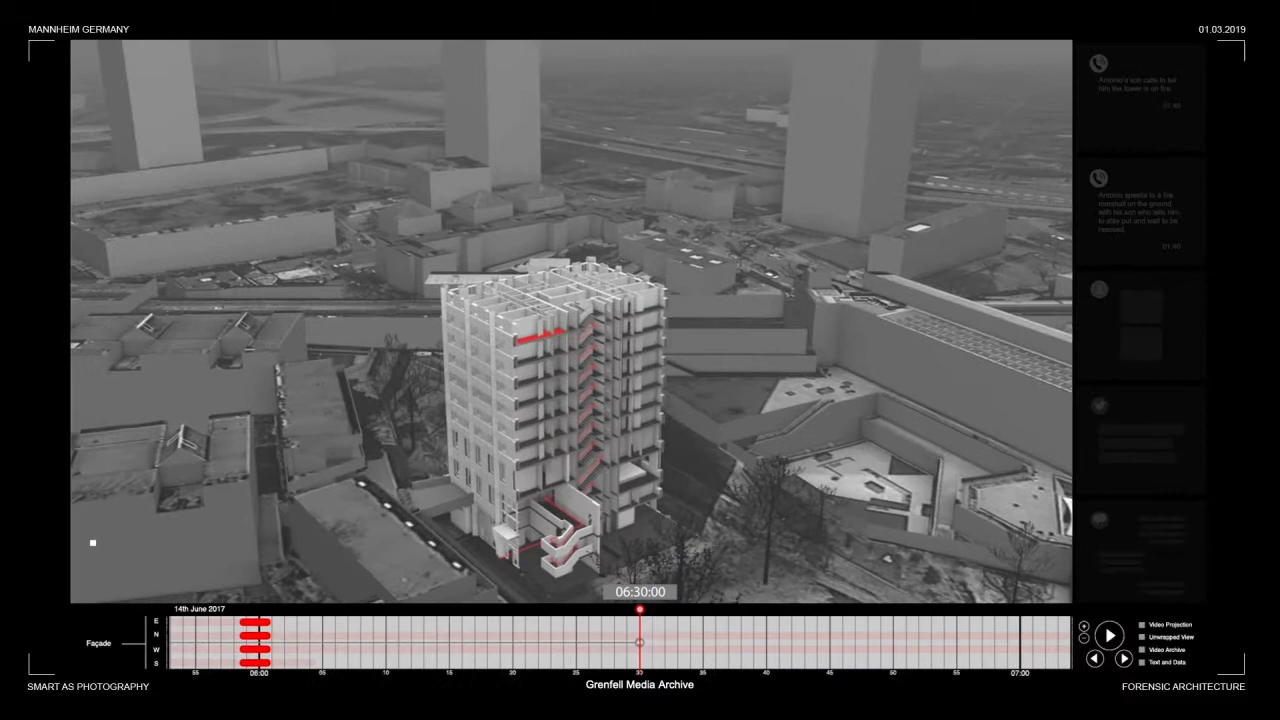 MANNHEIM GERMANY
01.03.2019
Antonio's son calls to tell
him the tower is on fire.
01:40
Antonio speaks to a fire
marshall on the ground
with his son who tells him
to stay put and wait to be
rescued.
01:40
06:30:00
14th June 2017
E
N
W
S
Façade
55
06:00
05
10
15
20
25
30
35
40
45
50
55
07:00
Video Projection
Unwrapped View
Video Archive
Text and Data
Grenfell Media Archive
SMART AS PHOTOGRAPHY
FORENSIC ARCHITECTURE